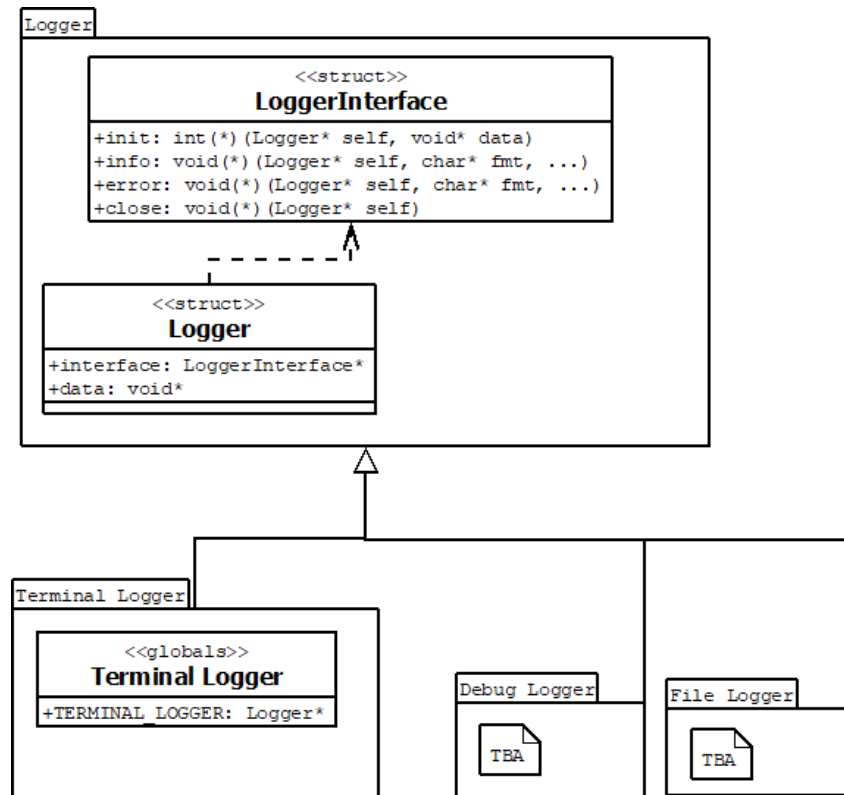 Logger
<<struct>>
LoggerInterface
+init: int(*)(Logger* self, void* data)
+info: void(*)(Logger* self, char* fmt, ...)
+error: void(*)(Logger* self, char* fmt, ...)
+close: void(*)(Logger* self)
<<struct>>
Logger
+interface: LoggerInterface*
+data: void*
Terminal Logger
<<globals>>
Terminal Logger
+TERMINAL_LOGGER: Logger*
Debug Logger
TBA
File Logger
TBA